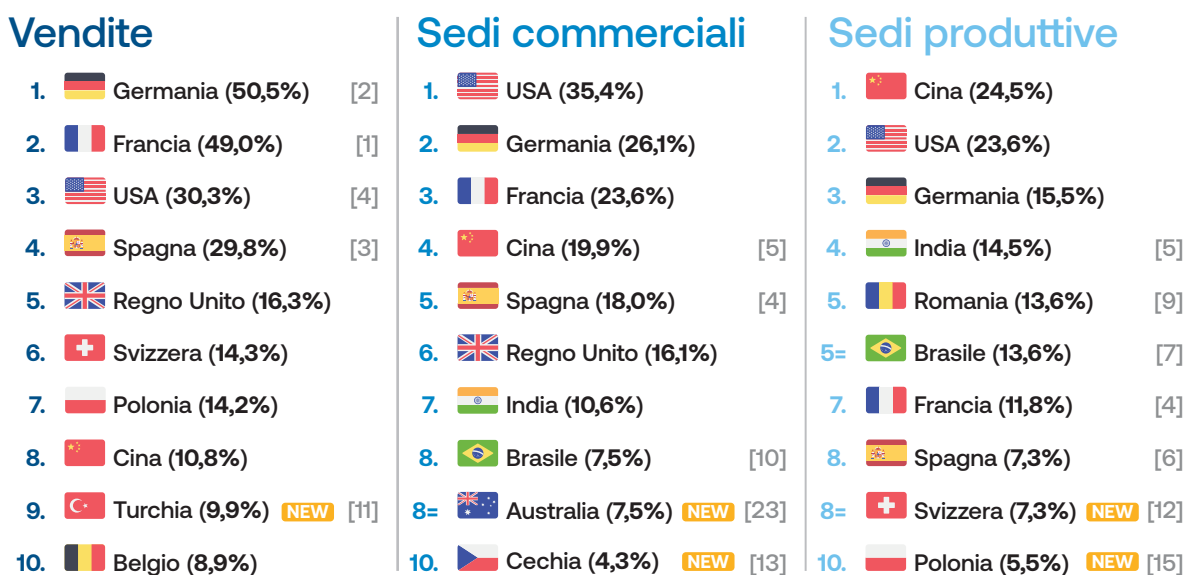 Vendite
1. Germania (50,5%) [2]
2. Francia (49,0%) [1]
3. USA (30,3%) [4]
4. Spagna (29,8%) [3]
5. Regno Unito (16,3%)
6. Svizzera (14,3%)
7. Polonia (14,2%)
8. Cina (10,8%)
9. Turchia (9,9%) NEW [11]
10. Belgio (8,9%)
Sedi commerciali
1. USA (35,4%)
2. Germania (26,1%)
3. Francia (23,6%)
4. Cina (19,9%) [5]
5. Spagna (18,0%) [4]
6. Regno Unito (16,1%)
7. India (10,6%)
8. Brasile (7,5%) [10]
8= Australia (7,5%) NEW [23]
10. Cechia (4,3%) NEW [13]
Sedi produttive
1. Cina (24,5%)
2. USA (23,6%)
3. Germania (15,5%)
4. India (14,5%) [5]
5. Romania (13,6%) [9]
5= Brasile (13,6%) [7]
7. Francia (11,8%) [4]
8. Spagna (7,3%) [6]
8= Svizzera (7,3%) NEW [12]
10. Polonia (5,5%) NEW [15]